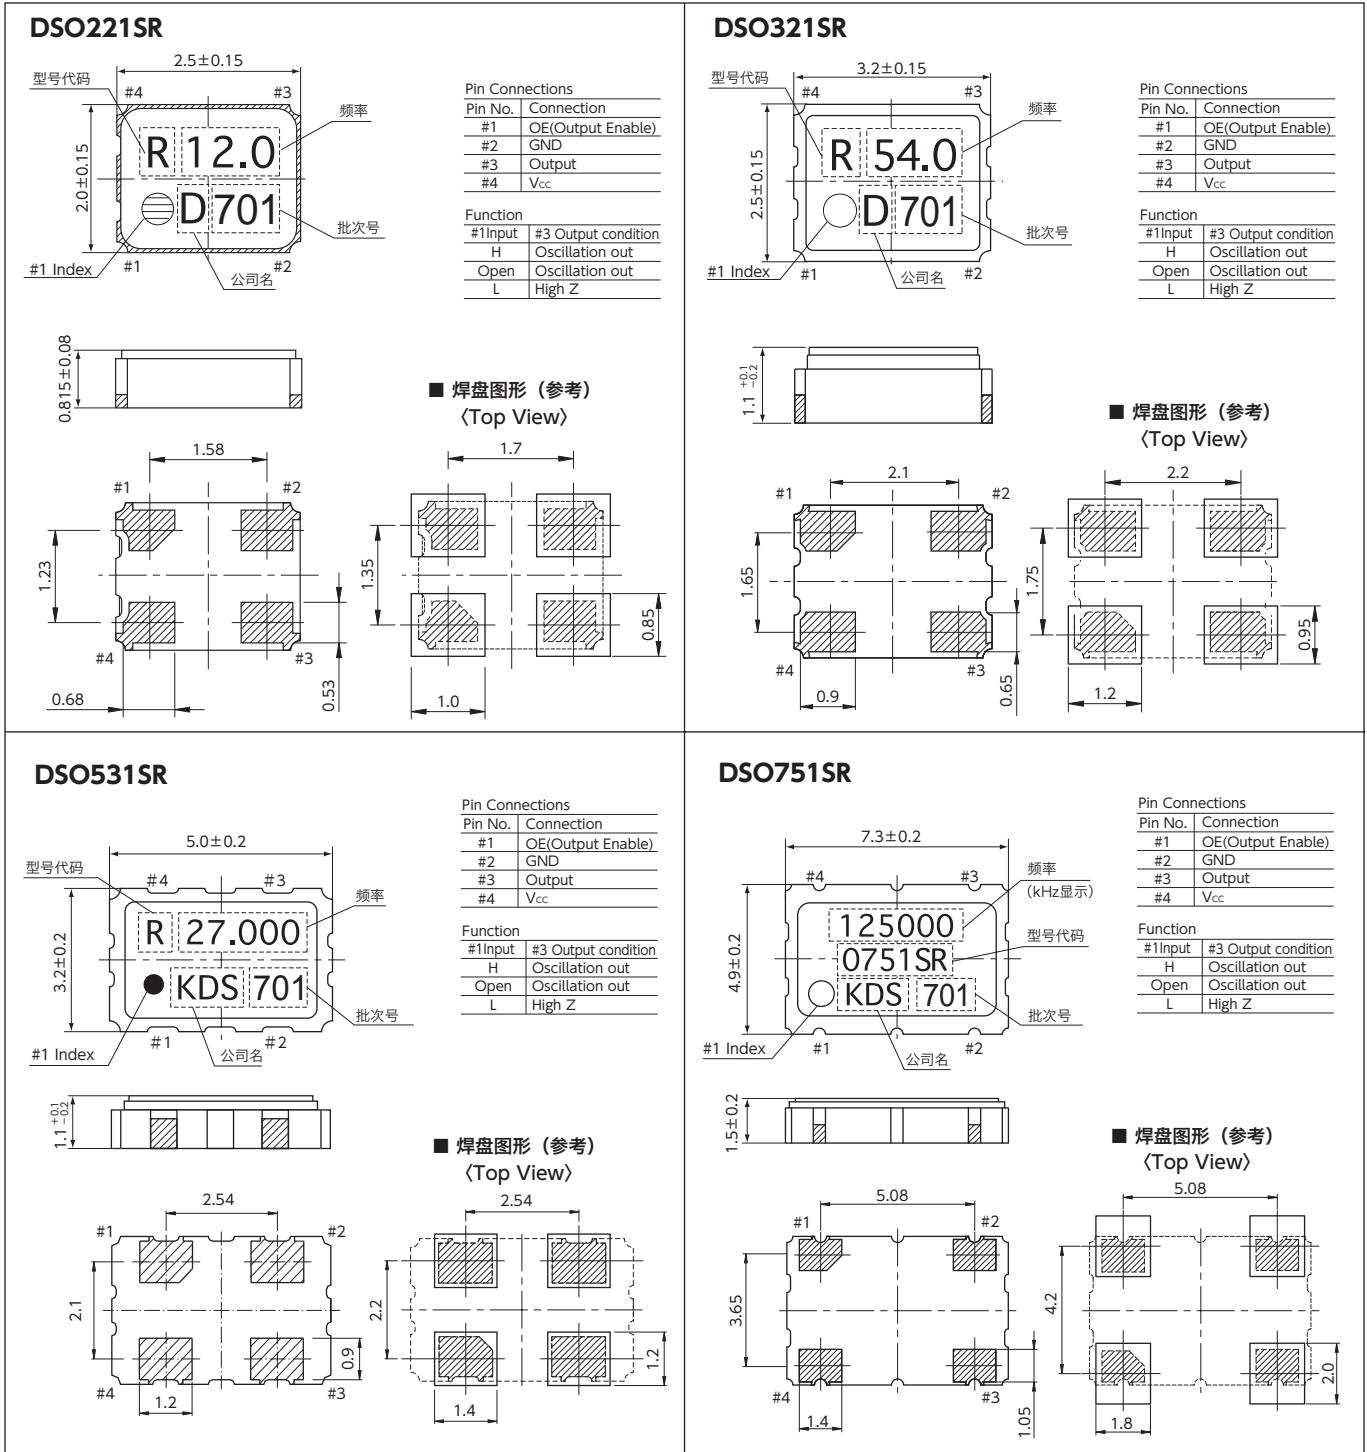 DSO221SR
2.5±0.15
型号代码
#4
#3
频率
R 12.0
2.0±0.15
D 701
批次号
#1 Index
#1
#2
公司名
Pin Connections
Pin No. Connection
#1 OE(Output Enable)
#2 GND
#3 Output
#4 Vcc
Function
#1Input #3 Output condition
H Oscillation out
Open Oscillation out
L High Z
0.815±0.08
■ 焊盘图形（参考）
〈Top View〉
1.58
#1
#2
1.23
#4
#3
0.68
0.53
1.7
1.35
0.85
1.0
DSO321SR
3.2±0.15
型号代码
#4
#3
频率
R 54.0
2.5±0.15
D 701
批次号
#1 Index
#1
#2
公司名
Pin Connections
Pin No. Connection
#1 OE(Output Enable)
#2 GND
#3 Output
#4 Vcc
Function
#1Input #3 Output condition
H Oscillation out
Open Oscillation out
L High Z
1.1 +0.1 -0.2
■ 焊盘图形（参考）
〈Top View〉
2.1
#1
#2
1.65
#4
#3
0.9
0.65
2.2
1.75
0.95
1.2
DSO531SR
5.0±0.2
型号代码
#4
#3
频率
R 27.000
3.2±0.2
KDS 701
批次号
#1 Index
#1
#2
公司名
Pin Connections
Pin No. Connection
#1 OE(Output Enable)
#2 GND
#3 Output
#4 Vcc
Function
#1Input #3 Output condition
H Oscillation out
Open Oscillation out
L High Z
1.1 +0.1 -0.2
■ 焊盘图形（参考）
〈Top View〉
2.54
#1
#2
2.1
#4
#3
1.2
0.9
2.54
2.2
1.2
1.4
DSO751SR
7.3±0.2
#4
#3
频率
（kHz显示）
125000
型号代码
0751SR
4.9±0.2
KDS 701
批次号
#1 Index
#1
#2
公司名
Pin Connections
Pin No. Connection
#1 OE(Output Enable)
#2 GND
#3 Output
#4 Vcc
Function
#1Input #3 Output condition
H Oscillation out
Open Oscillation out
L High Z
1.5±0.2
■ 焊盘图形（参考）
〈Top View〉
5.08
#1
#2
3.65
#4
#3
1.4
1.05
5.08
4.2
2.0
1.8